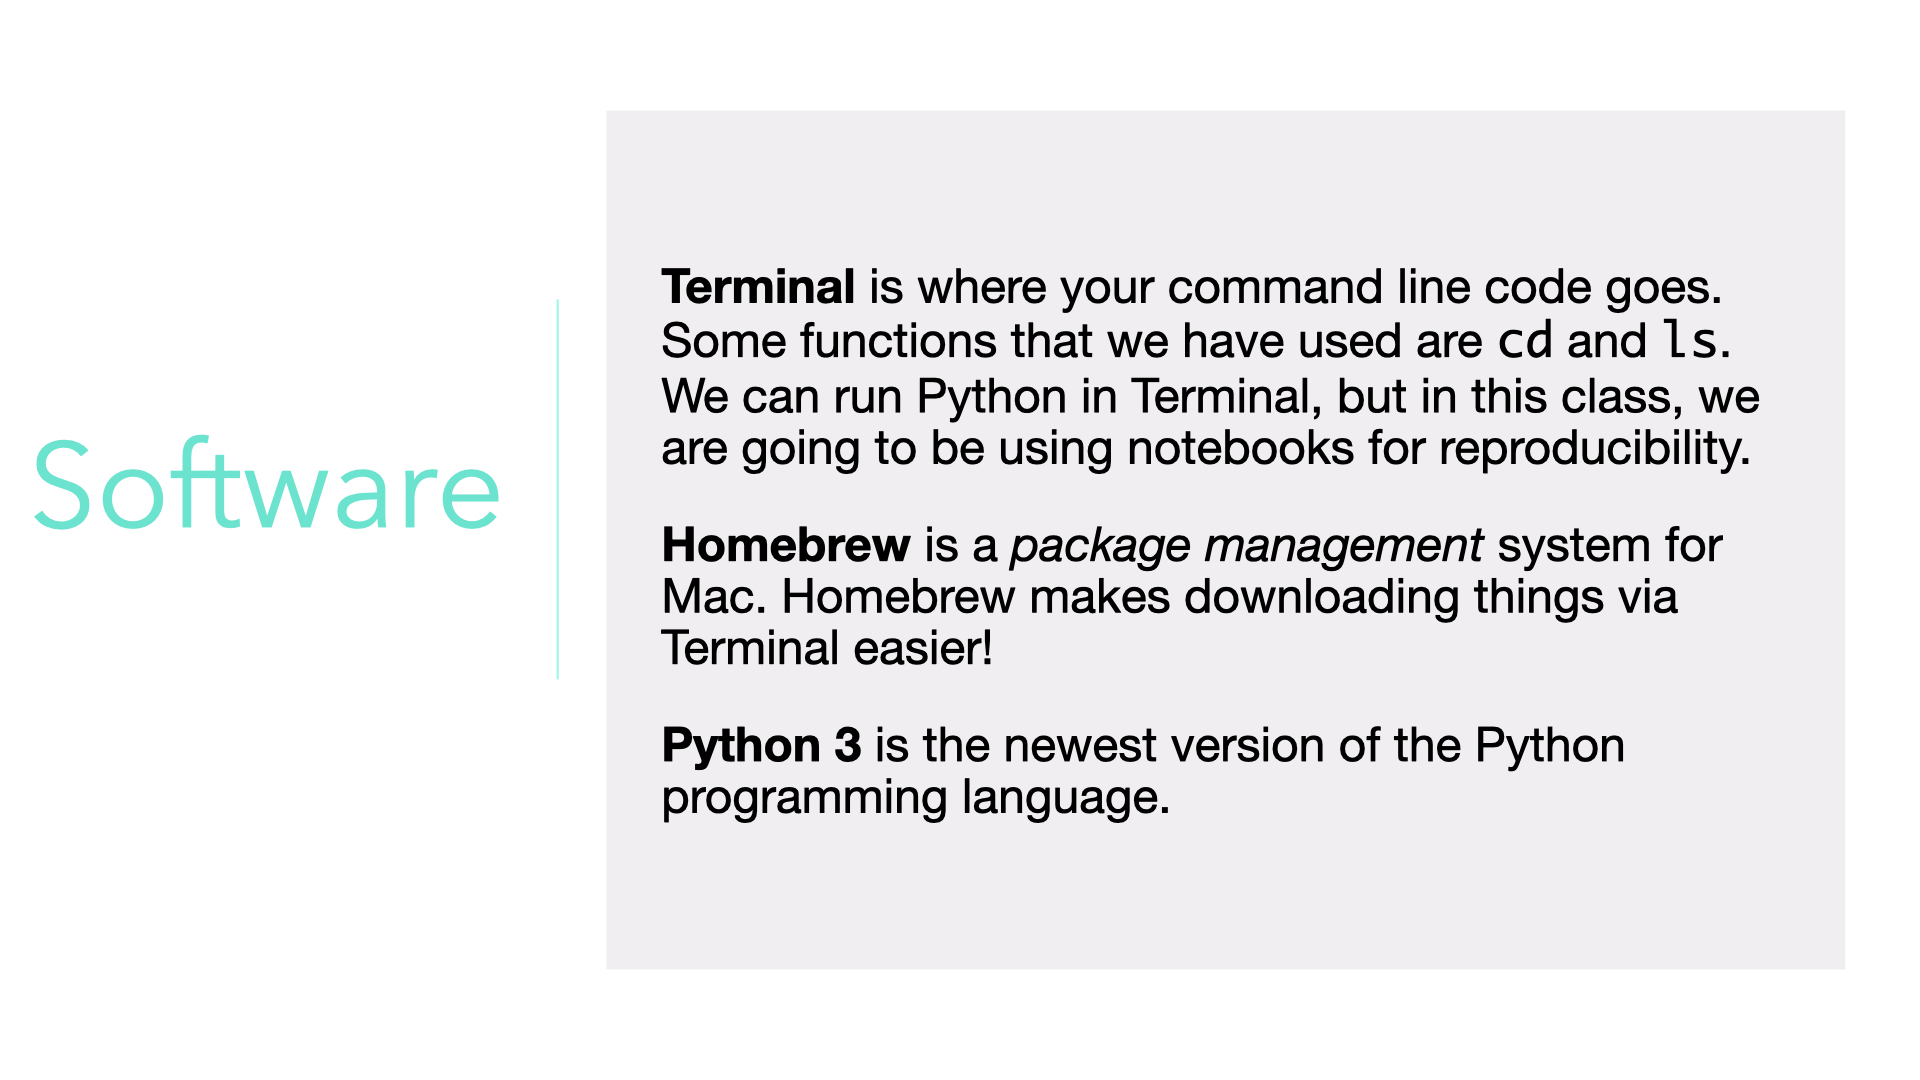 Software
Terminal is where your command line code goes.
Some functions that we have used are cd and ls.
We can run Python in Terminal, but in this class, we
are going to be using notebooks for reproducibility.
Homebrew is a package management system for
Mac. Homebrew makes downloading things via
Terminal easier!
Python 3 is the newest version of the Python
programming language.